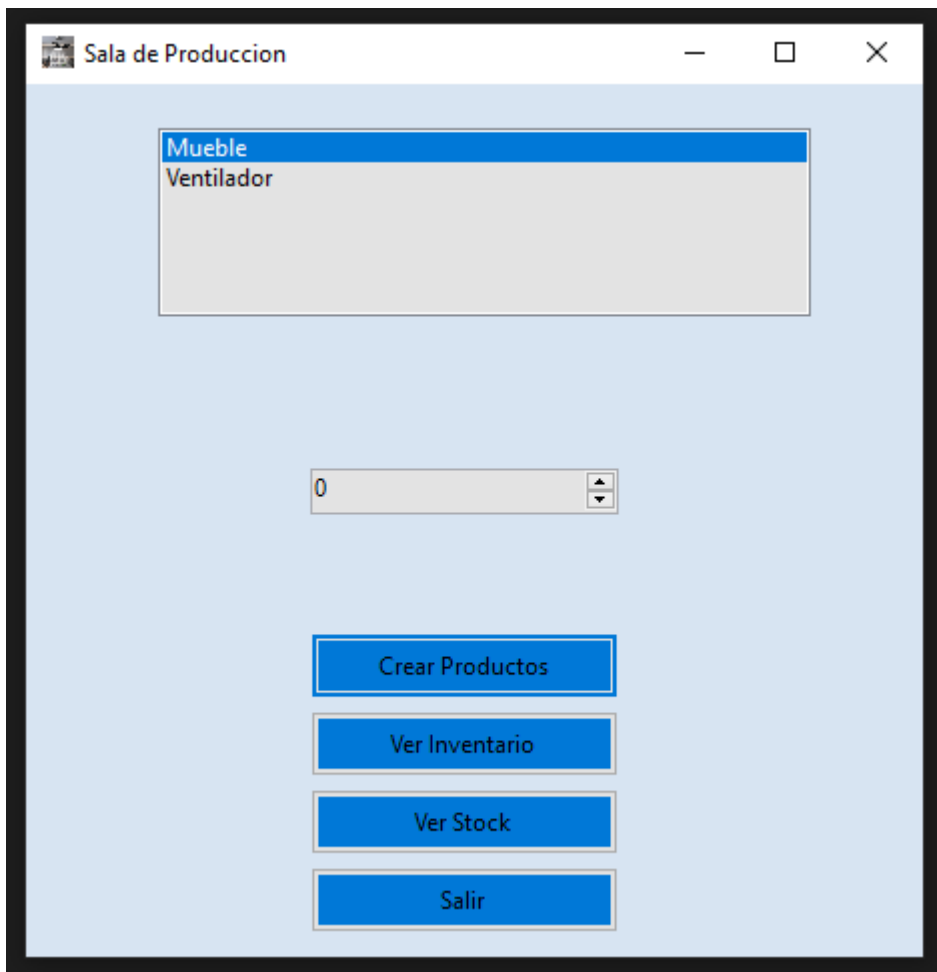 Sala de Produccion
Mueble
Ventilador
0
Crear Productos
Ver Inventario
Ver Stock
Salir